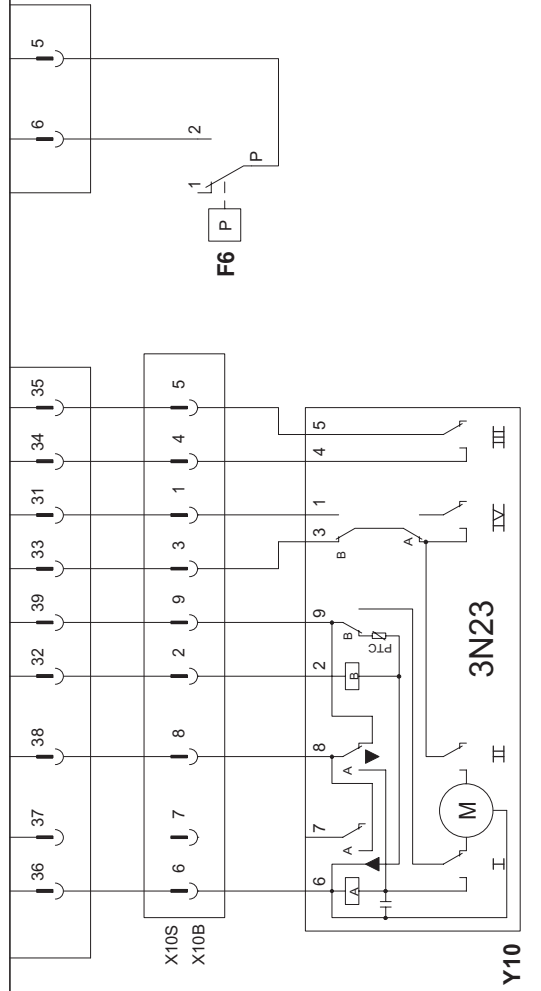 36 37 38 32 39 33 31 34 35 6 5
X10S 6 7 8 2 9 3 1 4 5
X10B
6 7 8 2 9 3 1 4 5
A A A B B PTC B A
M
3N23
I II IV III
Y10
F6 P 1 2 P